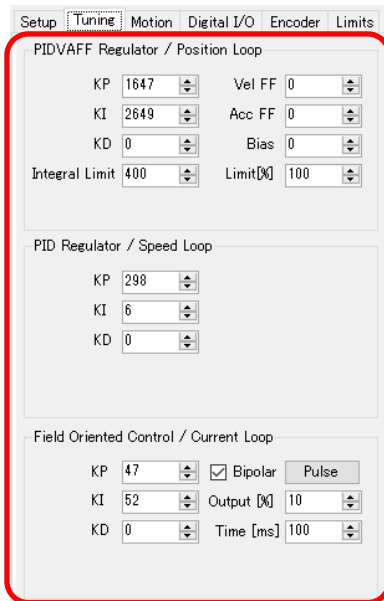 Setup Tuning Motion Digital I/O Encoder Limits
PIDVAFF Regulator / Position Loop
KP 1647 Vel FF 0
KI 2649 Acc FF 0
KD 0 Bias 0
Integral Limit 400 Limit[%] 100
PID Regulator / Speed Loop
KP 298
KI 6
KD 0
Field Oriented Control / Current Loop
KP 47 Bipolar Pulse
KI 52 Output [%] 10
KD 0 Time [ms] 100